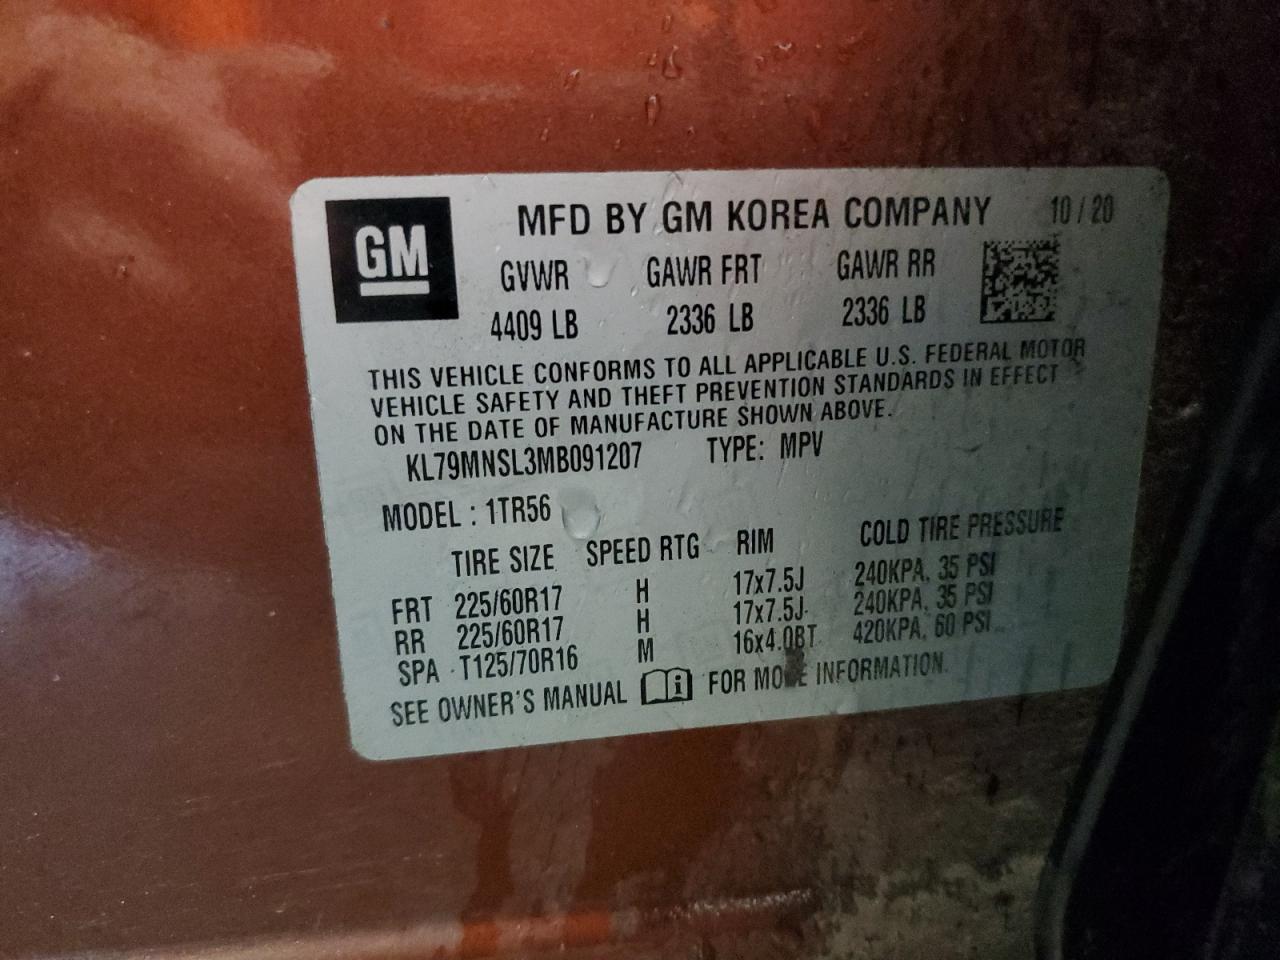 GM
MFD BY GM KOREA COMPANY 10 / 20
GVWR GAWR FRT GAWR RR
4409 LB 2336 LB 2336 LB
THIS VEHICLE CONFORMS TO ALL APPLICABLE U.S. FEDERAL MOTOR
VEHICLE SAFETY AND THEFT PREVENTION STANDARDS IN EFFECT
ON THE DATE OF MANUFACTURE SHOWN ABOVE.
KL79MNSL3MB091207 TYPE: MPV
MODEL : 1TR56
TIRE SIZE SPEED RTG RIM COLD TIRE PRESSURE
FRT 225/60R17 H 17x7.5J 240KPA, 35 PSI
RR 225/60R17 H 17x7.5J 240KPA, 35 PSI
SPA T125/70R16 M 16x4.0BT 420KPA, 60 PSI
SEE OWNER'S MANUAL i FOR MORE INFORMATION.